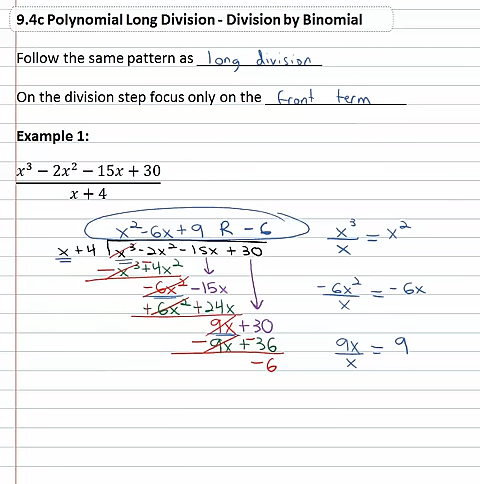 9.4c Polynomial Long Division - Division by Binomial
Follow the same pattern as long division
On the division step focus only on the front term
Example 1:
x³ − 2x² − 15x + 30
x + 4
x² - 6x + 9 R - 6
x³/x = x²
x + 4 x³ - 2x² - 15x + 30
- x³ + 4x²
- 6x² - 15x
-6x²/x = - 6x
+ 6x² + 24x
9x + 30
- 9x + 36
9x/x = 9
- 6